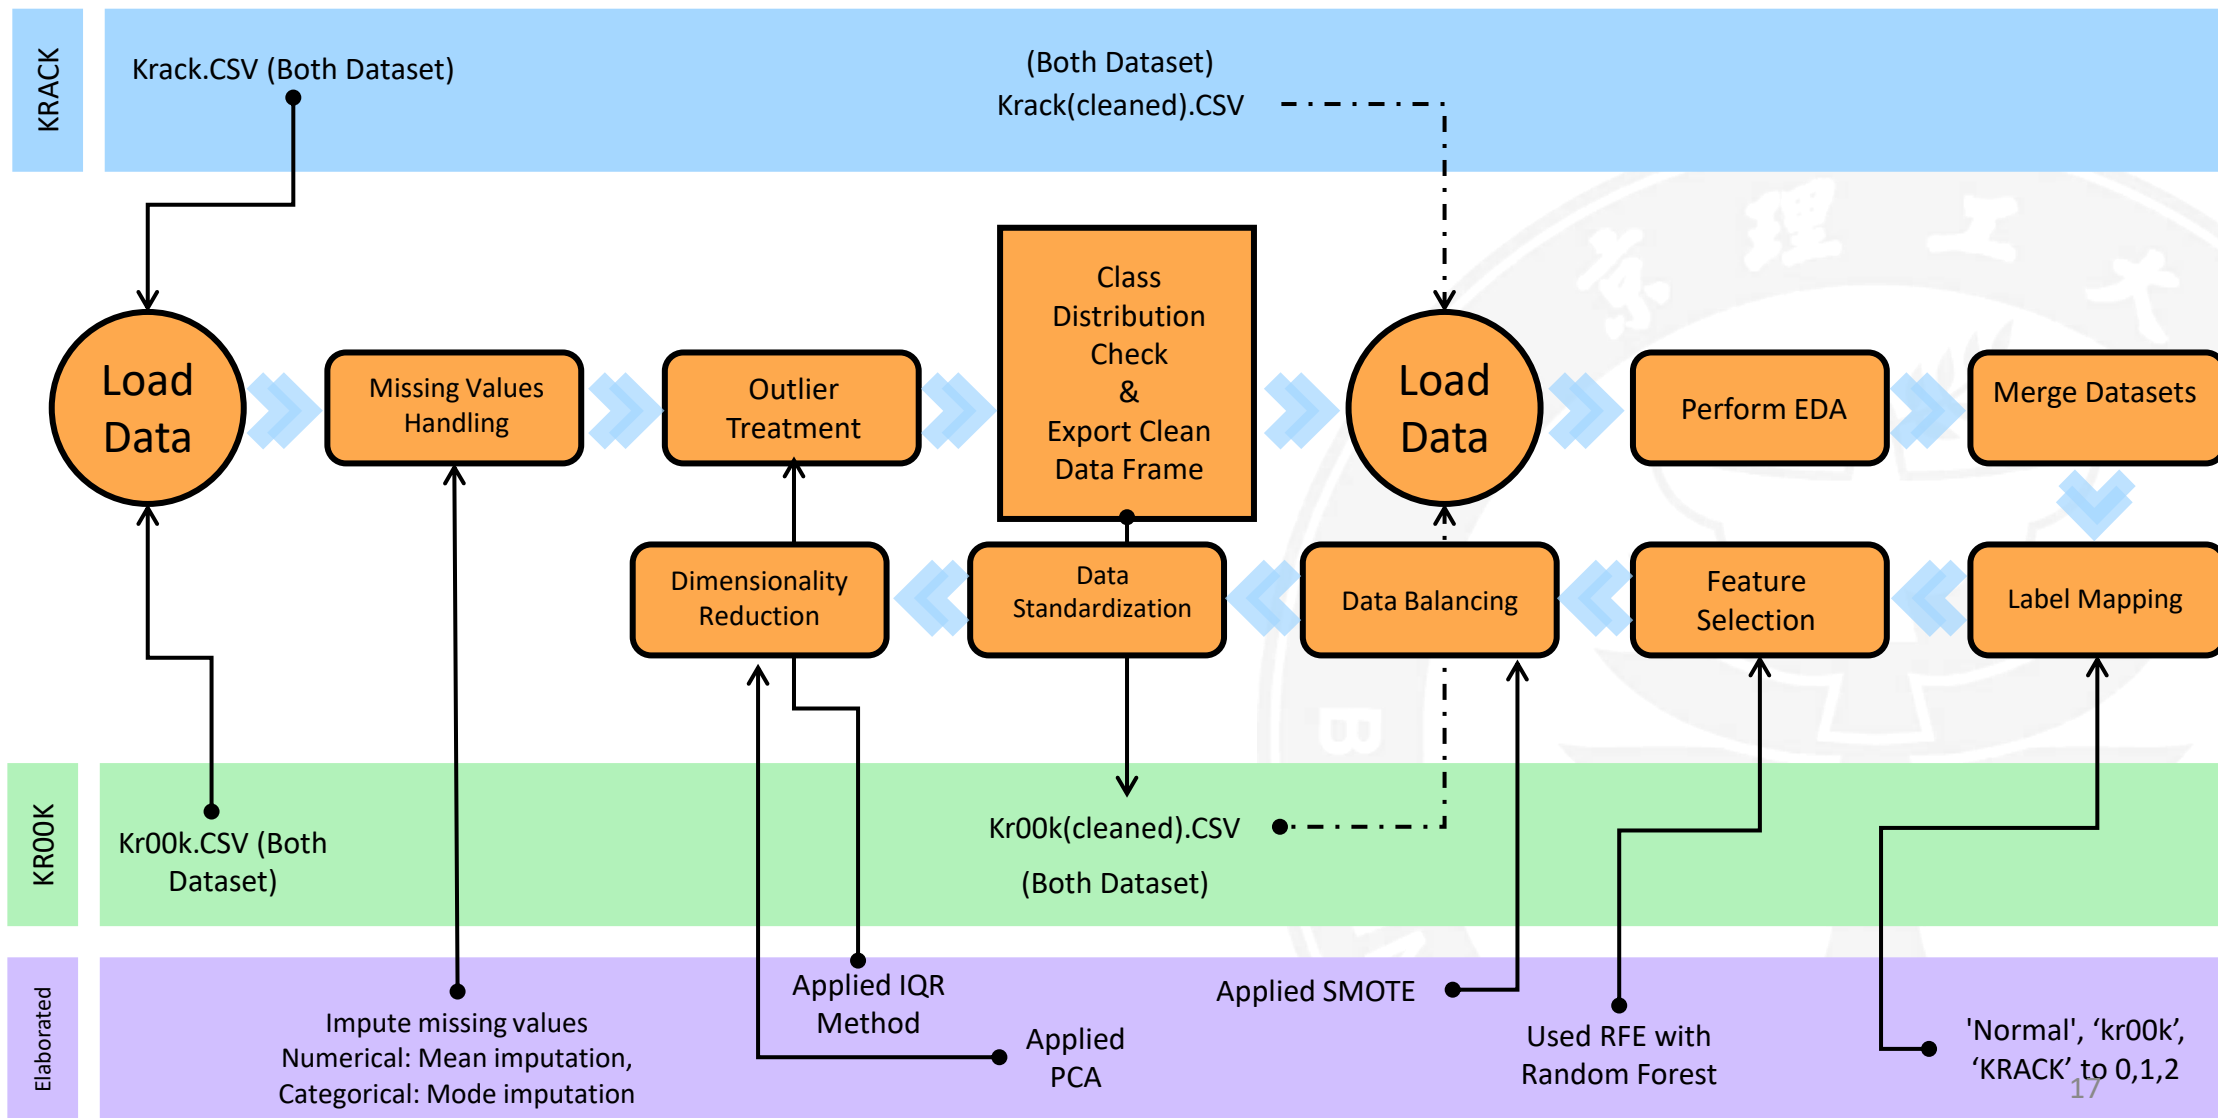 KRACK
Krack.CSV (Both Dataset)
(Both Dataset)
Krack(cleaned).CSV
京理工大
Load
Data
Missing Values
Handling
Outlier
Treatment
Class
Distribution
Check
&
Export Clean
Data Frame
Load
Data
Perform EDA
Merge Datasets
Dimensionality
Reduction
Data
Standardization
Data Balancing
Feature
Selection
Label Mapping
B
KR00K
Kr00k.CSV (Both
Dataset)
Kr00k(cleaned).CSV
(Both Dataset)
Elaborated
Impute missing values
Numerical: Mean imputation,
Categorical: Mode imputation
Applied IQR
Method
Applied
PCA
Applied SMOTE
Used RFE with
Random Forest
'Normal', ‘kr00k’,
‘KRACK’ to 0,1,2
17